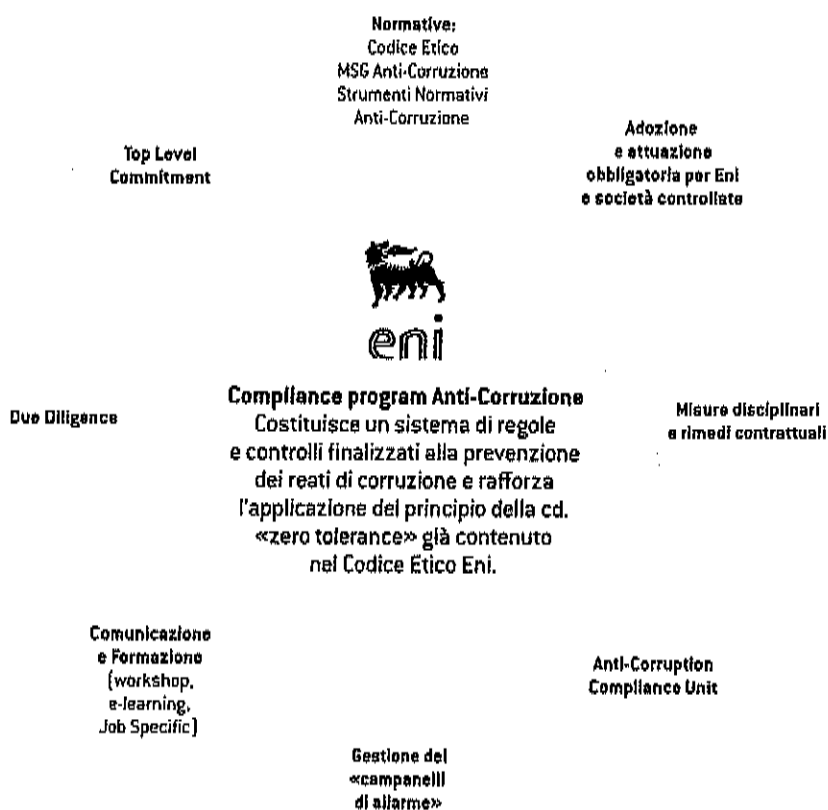 Normative:
Codice Etico
MSG Anti-Corruzione
Strumenti Normativi
Anti-Corruzione
Adozione
e attuazione
obbligatoria per Eni
e società controllate
Top Level
Commitment
eni
Compliance program Anti-Corruzione
Costituisce un sistema di regole
e controlli finalizzati alla prevenzione
dei reati di corruzione e rafforza
l'applicazione del principio della cd.
«zero tolerance» già contenuto
nel Codice Etico Eni.
Due Diligence
Misure disciplinari
e rimedi contrattuali
Comunicazione
e Formazione
(workshop,
e-learning,
Job Specific)
Anti-Corruption
Compliance Unit
Gestione dei
«campanelli
di allarme»